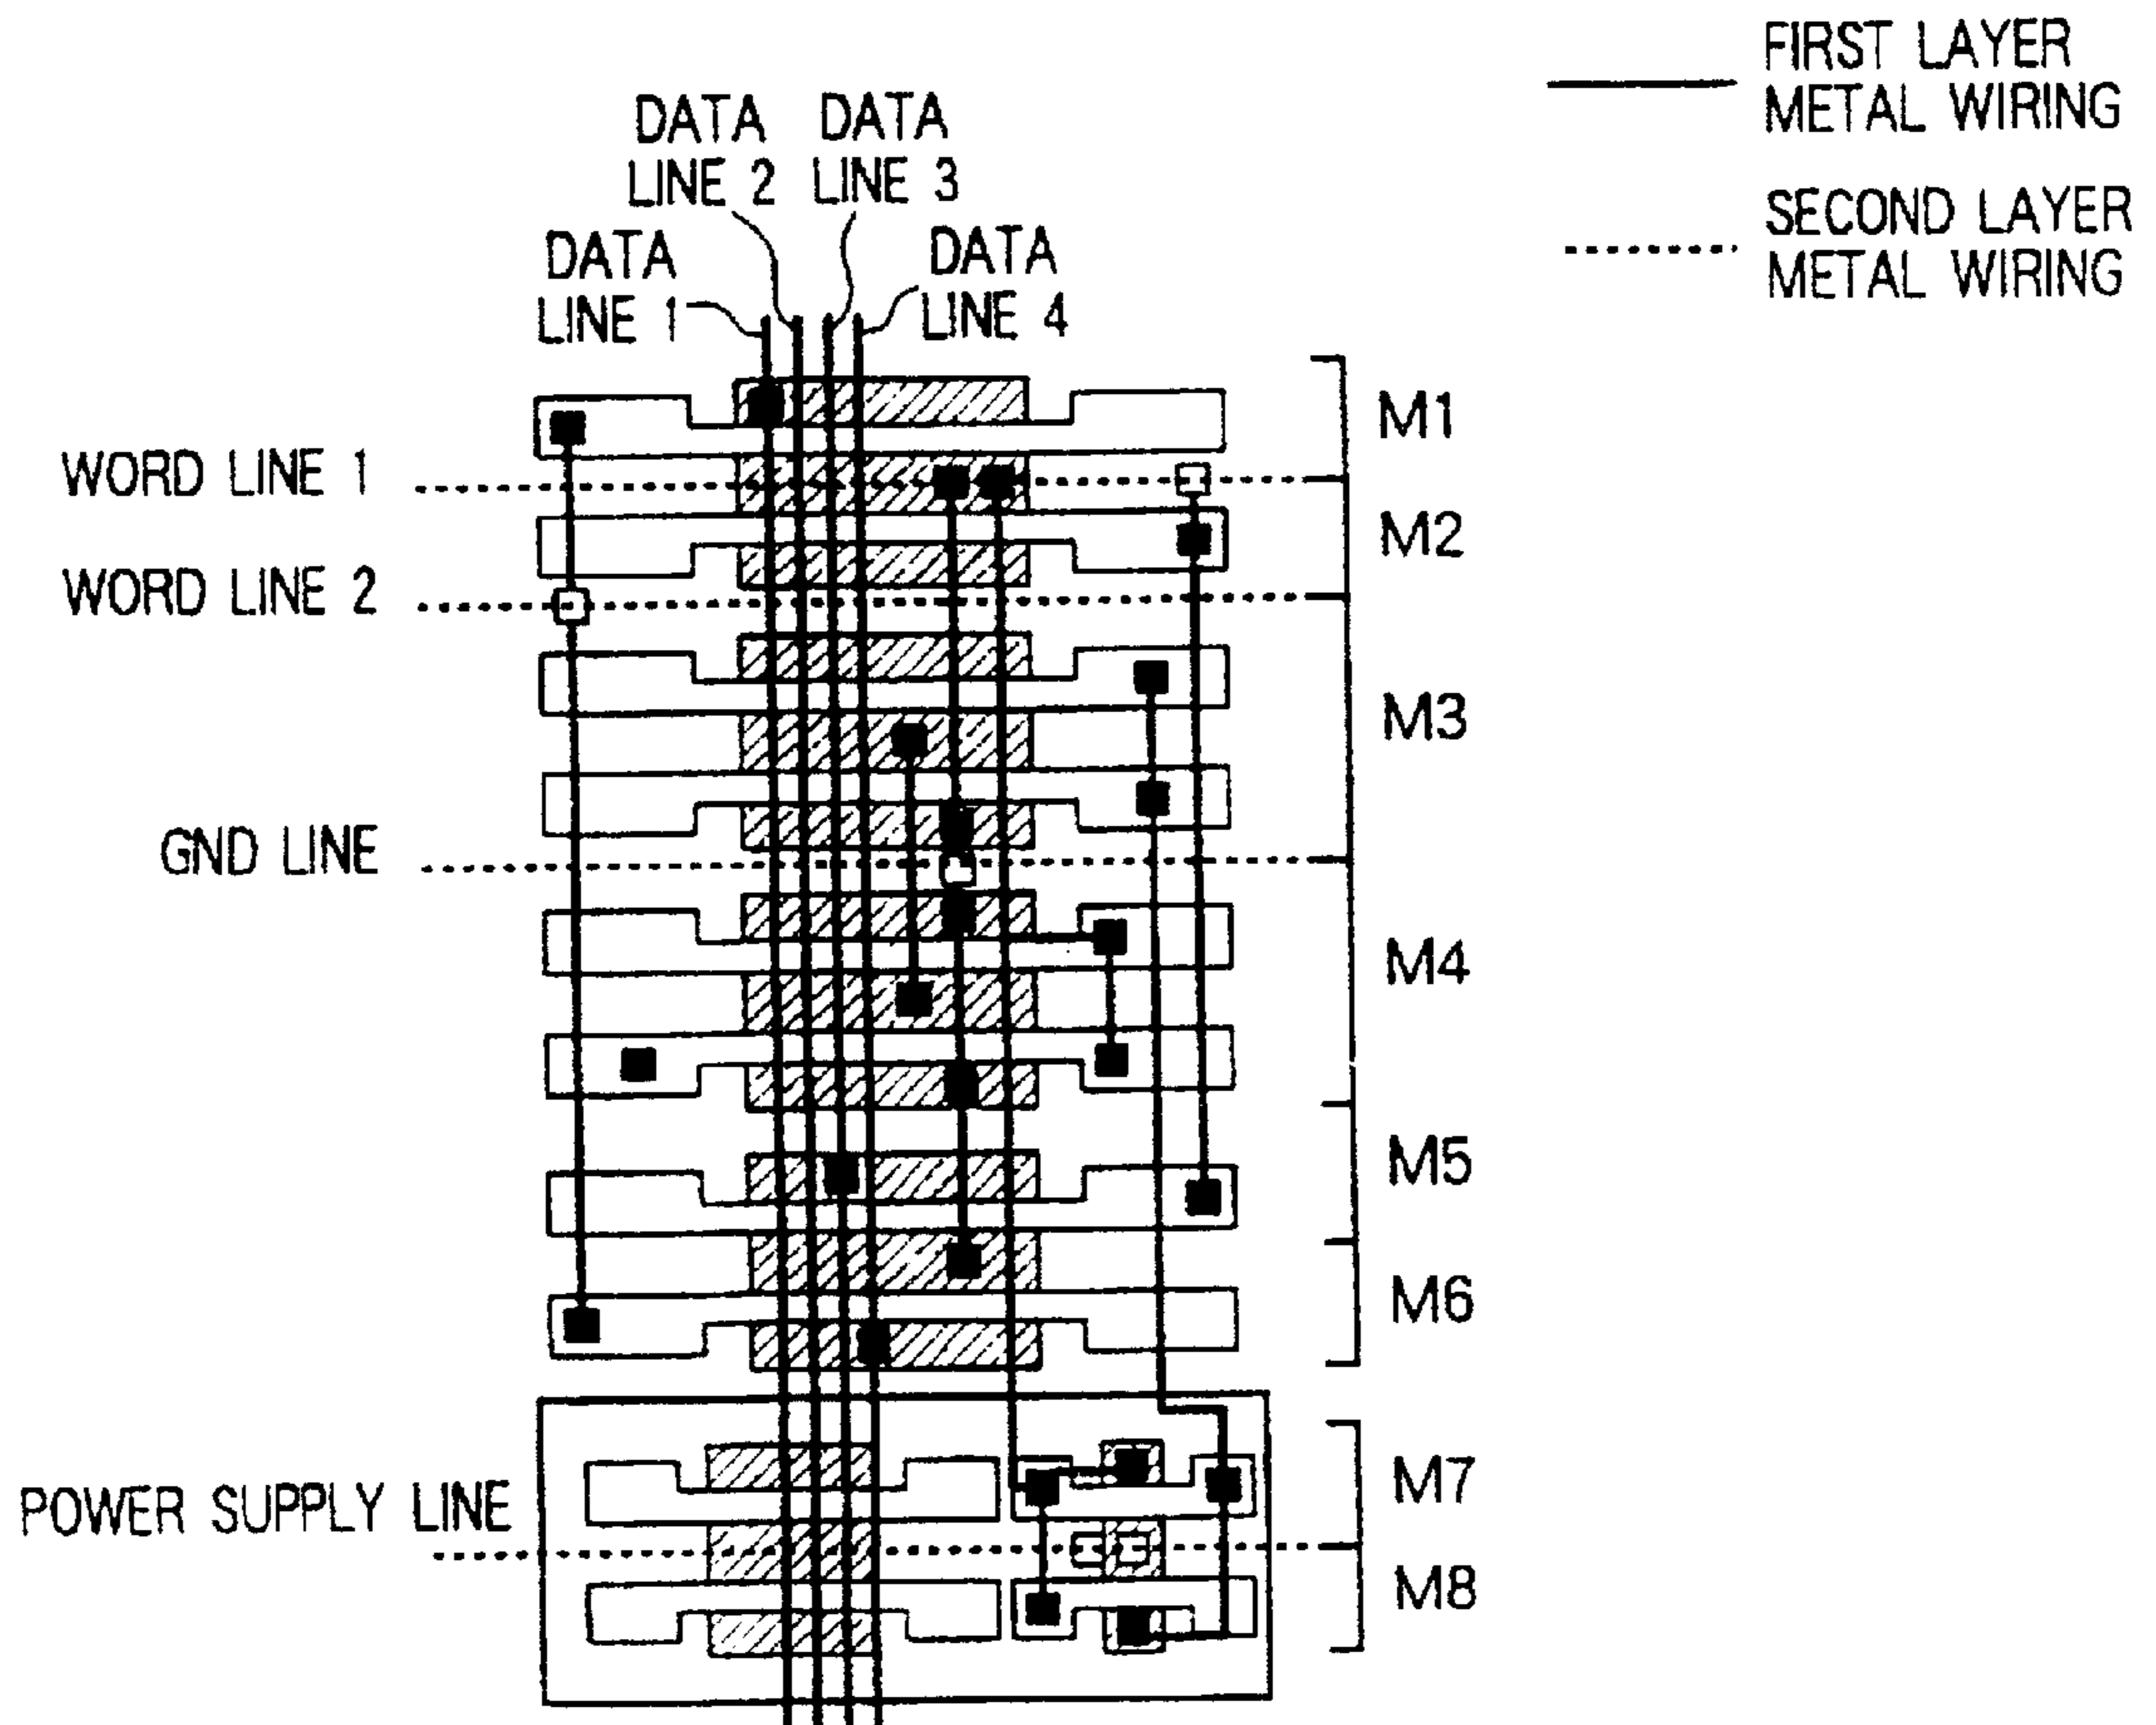 FIRST LAYER
METAL WIRING
SECOND LAYER
METAL WIRING
DATA
LINE 2
DATA
LINE 3
DATA
LINE 1
DATA
LINE 4
M1
WORD LINE 1
M2
WORD LINE 2
M3
GND LINE
M4
M5
M6
M7
POWER SUPPLY LINE
M8